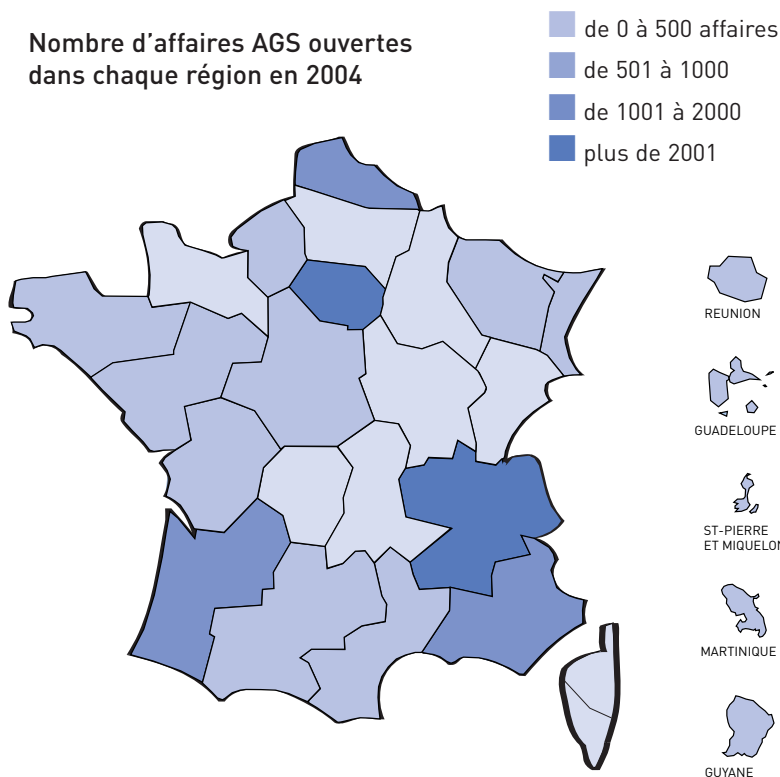 Nombre d'affaires AGS ouvertes
dans chaque région en 2004
de 0 à 500 affaires
de 501 à 1000
de 1001 à 2000
plus de 2001
REUNION
GUADELOUPE
ST-PIERRE
ET MIQUELON
MARTINIQUE
GUYANE